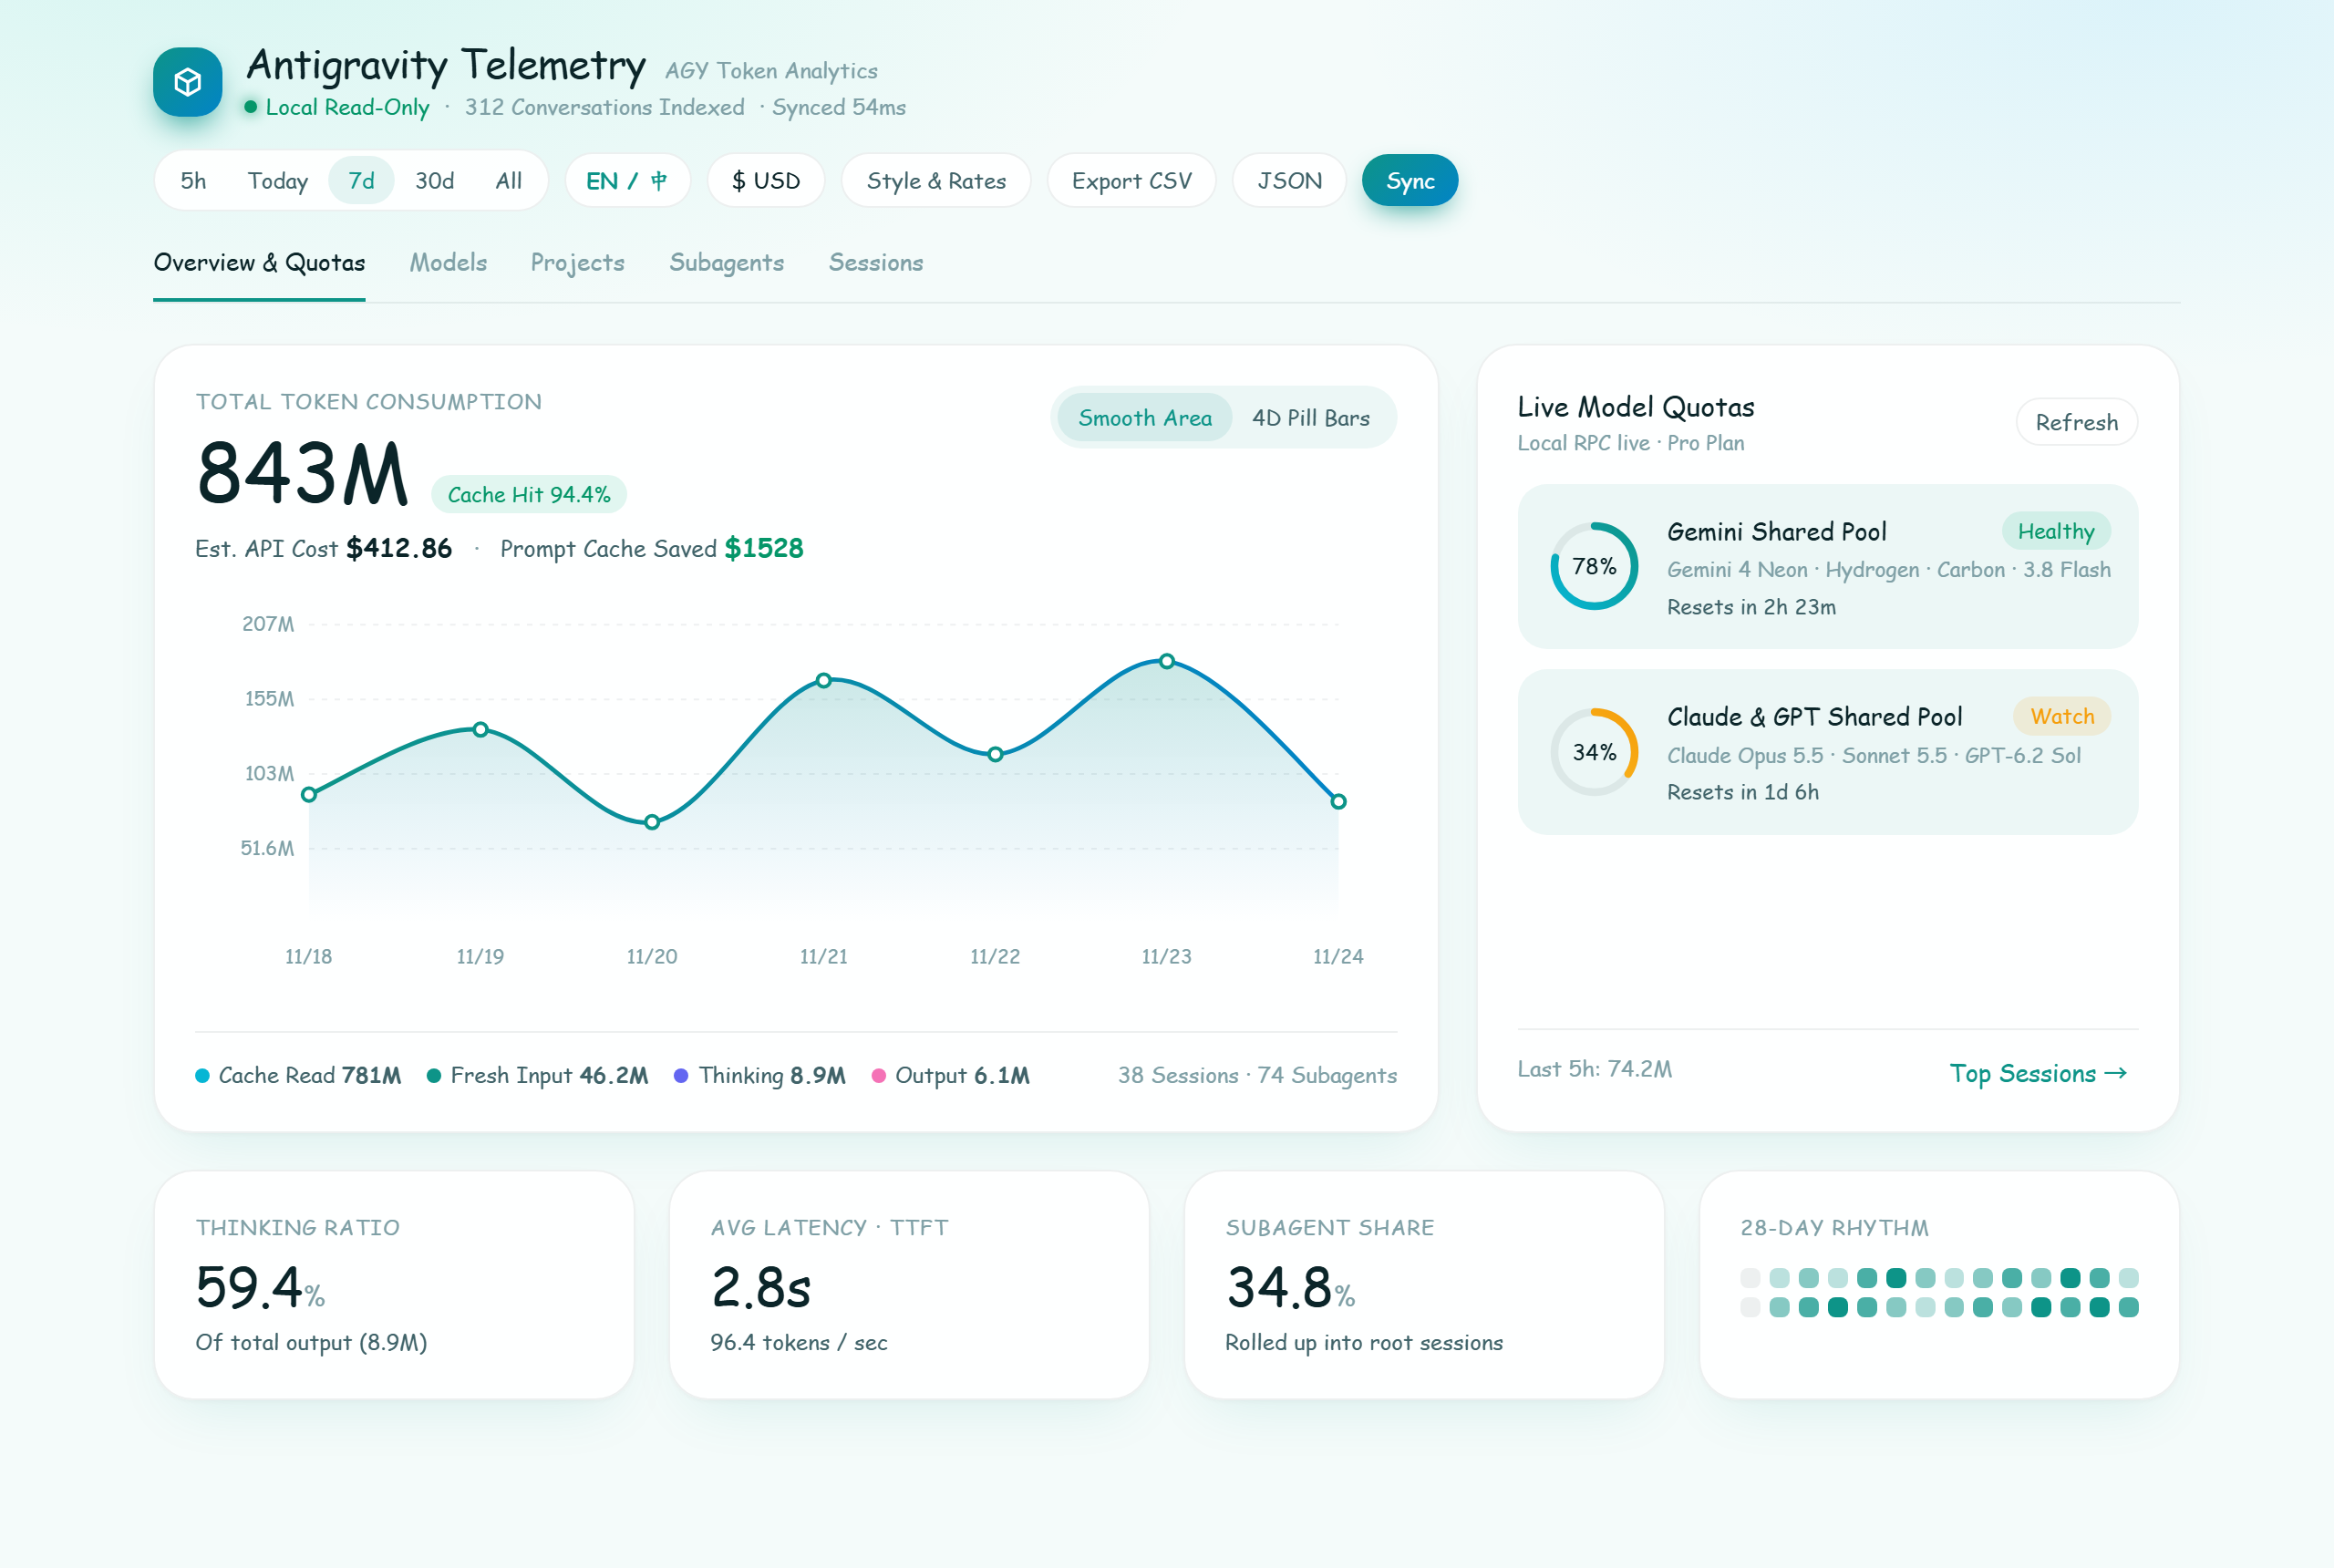 Antigravity Telemetry AGY Token Analytics
Local Read-Only · 312 Conversations Indexed · Synced 54ms
5h Today 7d 30d All EN / 中 $ USD Style & Rates Export CSV JSON Sync
Overview & Quotas Models Projects Subagents Sessions
TOTAL TOKEN CONSUMPTION
Smooth Area 4D Pill Bars
843M Cache Hit 94.4%
Est. API Cost $412.86 · Prompt Cache Saved $1528
207M
155M
103M
51.6M
11/18 11/19 11/20 11/21 11/22 11/23 11/24
Cache Read 781M Fresh Input 46.2M Thinking 8.9M Output 6.1M 38 Sessions · 74 Subagents
Live Model Quotas
Local RPC live · Pro Plan
Refresh
78%
Gemini Shared Pool Healthy
Gemini 4 Neon · Hydrogen · Carbon · 3.8 Flash
Resets in 2h 23m
34%
Claude & GPT Shared Pool Watch
Claude Opus 5.5 · Sonnet 5.5 · GPT-6.2 Sol
Resets in 1d 6h
Last 5h: 74.2M Top Sessions →
THINKING RATIO
59.4%
Of total output (8.9M)
AVG LATENCY · TTFT
2.8s
96.4 tokens / sec
SUBAGENT SHARE
34.8%
Rolled up into root sessions
28-DAY RHYTHM